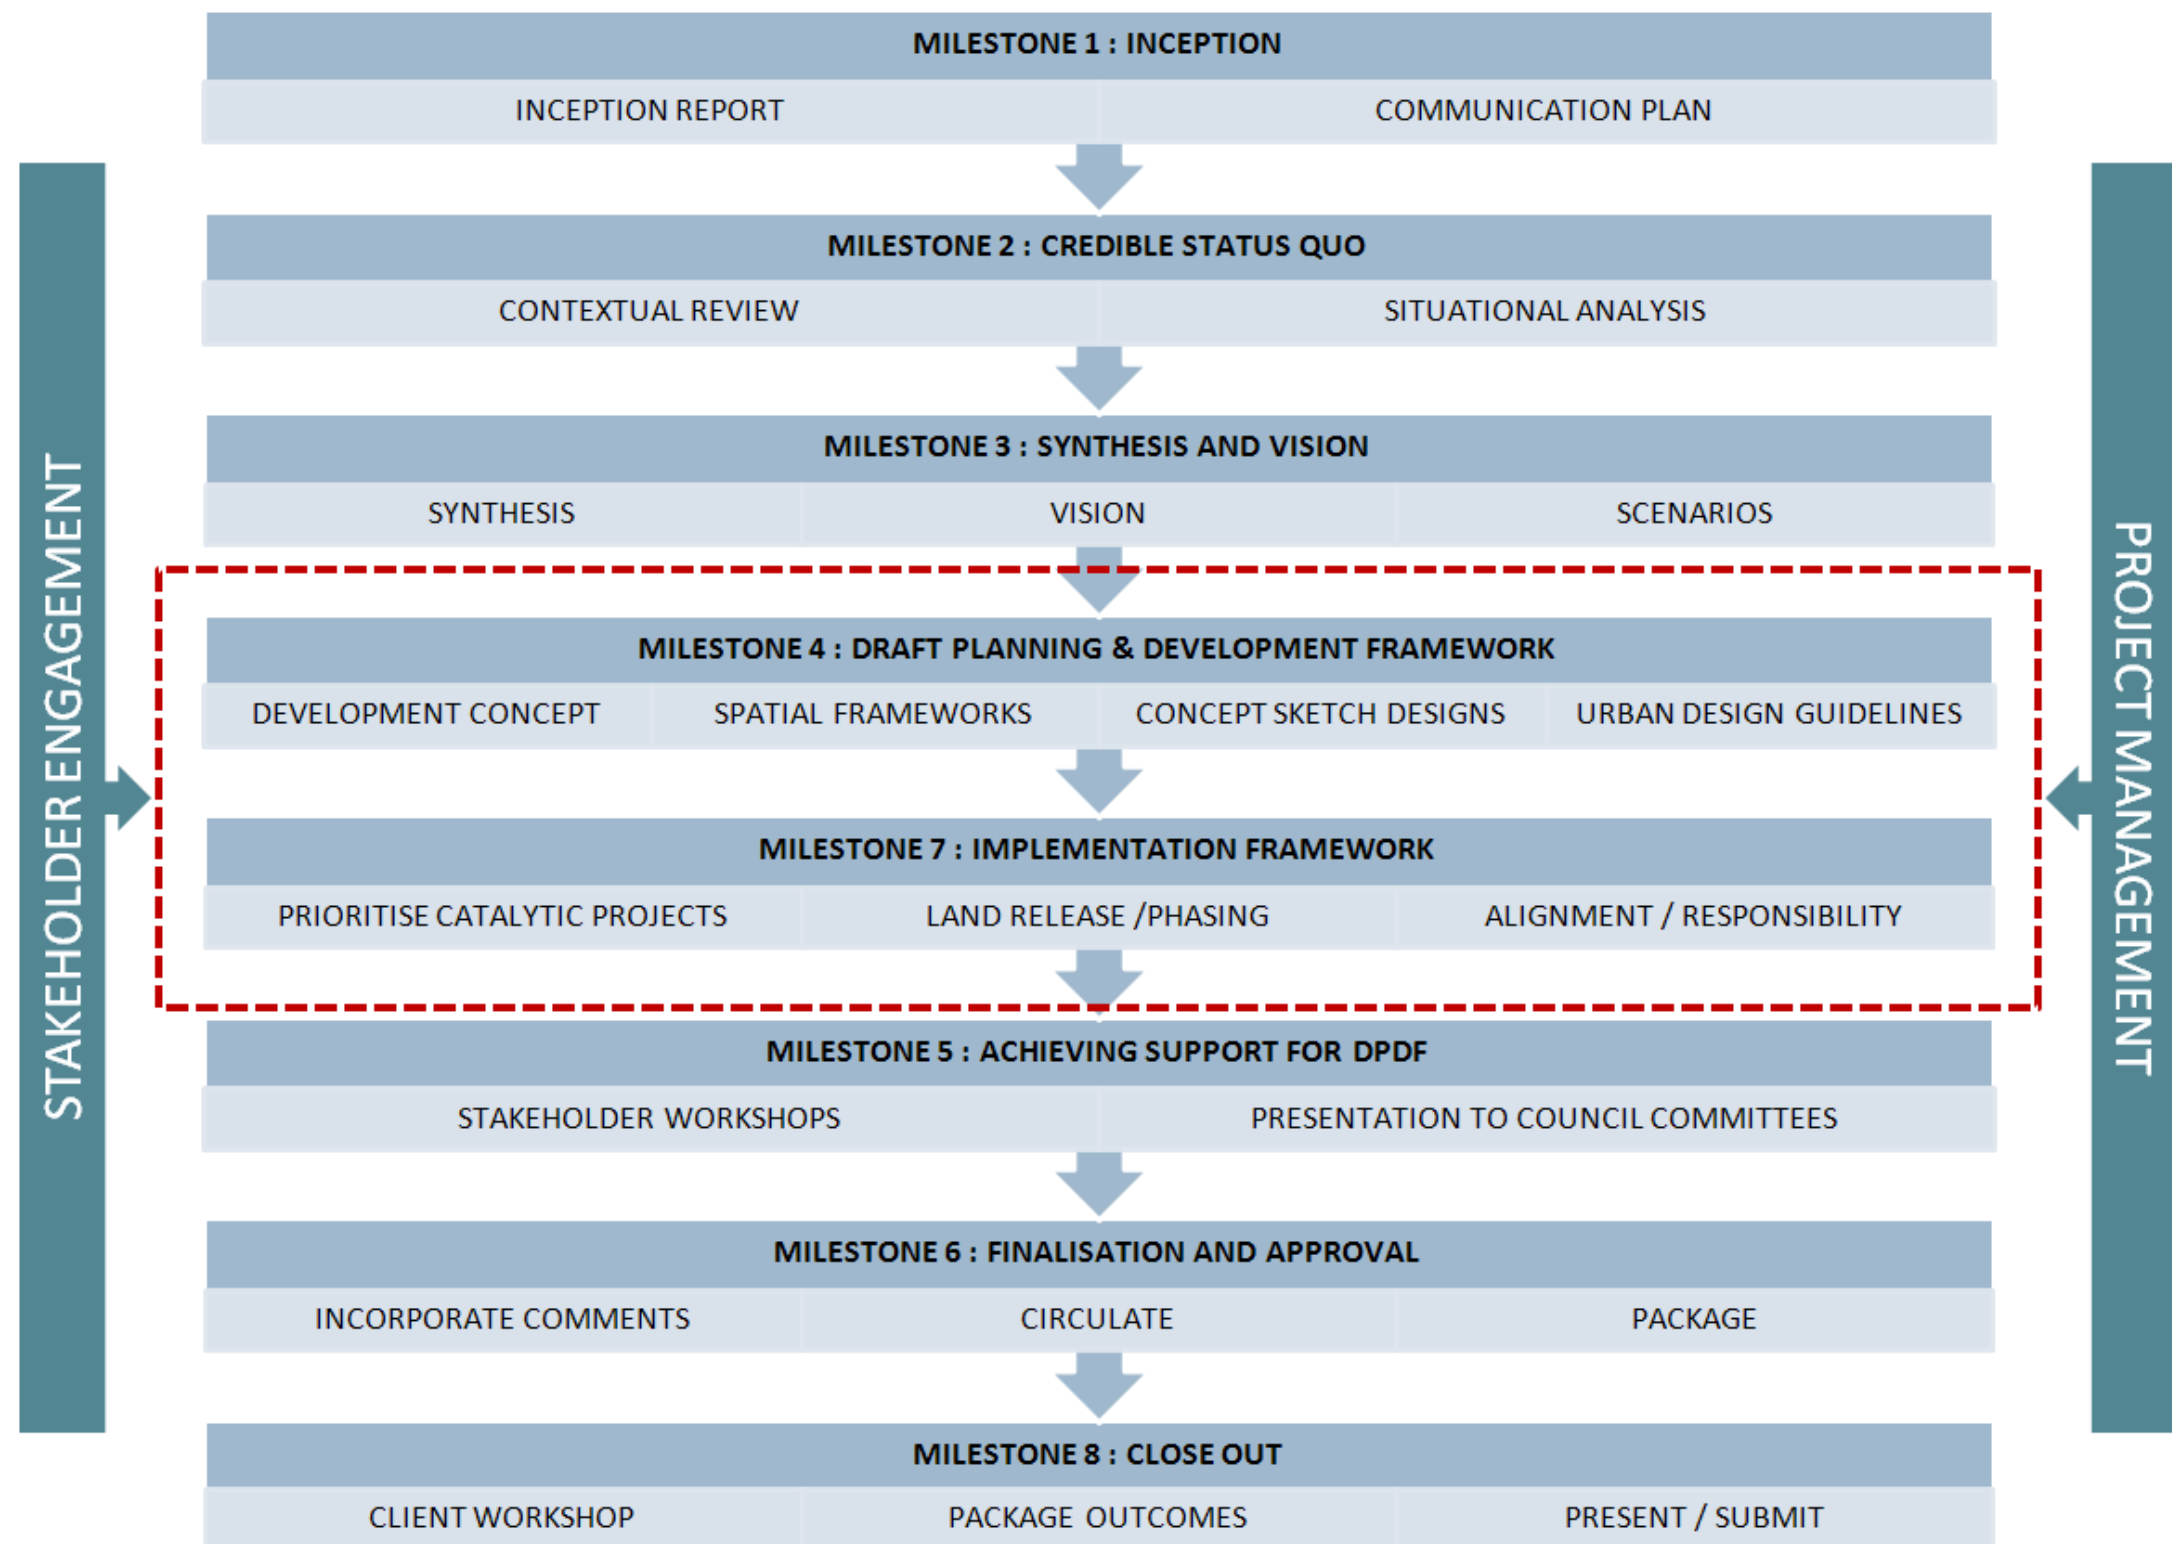 MILESTONE 1 : INCEPTION
INCEPTION REPORT
COMMUNICATION PLAN
MILESTONE 2 : CREDIBLE STATUS QUO
CONTEXTUAL REVIEW
SITUATIONAL ANALYSIS
MILESTONE 3 : SYNTHESIS AND VISION
SYNTHESIS
VISION
SCENARIOS
MILESTONE 4 : DRAFT PLANNING & DEVELOPMENT FRAMEWORK
DEVELOPMENT CONCEPT
SPATIAL FRAMEWORKS
CONCEPT SKETCH DESIGNS
URBAN DESIGN GUIDELINES
MILESTONE 7 : IMPLEMENTATION FRAMEWORK
PRIORITISE CATALYTIC PROJECTS
LAND RELEASE /PHASING
ALIGNMENT / RESPONSIBILITY
MILESTONE 5 : ACHIEVING SUPPORT FOR DPDF
STAKEHOLDER WORKSHOPS
PRESENTATION TO COUNCIL COMMITTEES
MILESTONE 6 : FINALISATION AND APPROVAL
INCORPORATE COMMENTS
CIRCULATE
PACKAGE
MILESTONE 8 : CLOSE OUT
CLIENT WORKSHOP
PACKAGE OUTCOMES
PRESENT / SUBMIT
STAKEHOLDER ENGAGEMENT
PROJECT MANAGEMENT